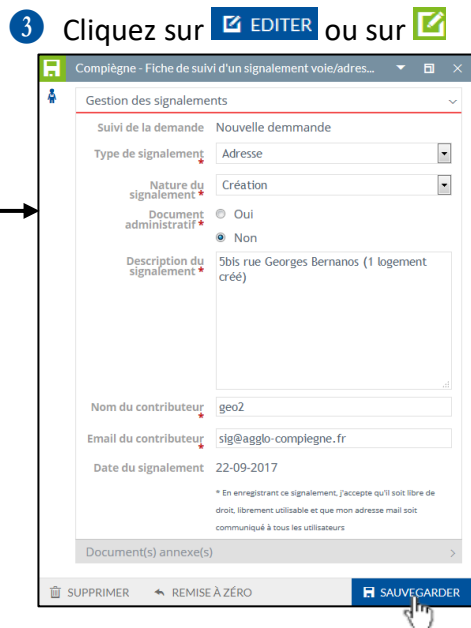 3 Cliquez sur EDITER ou sur
Compiègne - Fiche de suivi d'un signalement voie/adres...
Gestion des signalements
Suivi de la demande Nouvelle demmande
Type de signalement * Adresse
Nature du signalement * Création
Document administratif * Oui
Non
Description du signalement * 5bis rue Georges Bernanos (1 logement
créé)
Nom du contributeur * geo2
Email du contributeur * sig@agglo-compiegne.fr
Date du signalement 22-09-2017
* En enregistrant ce signalement, j'accepte qu'il soit libre de
droit, librement utilisable et que mon adresse mail soit
communiqué à tous les utilisateurs
Document(s) annexe(s)
SUPPRIMER REMISE À ZÉRO SAUVEGARDER